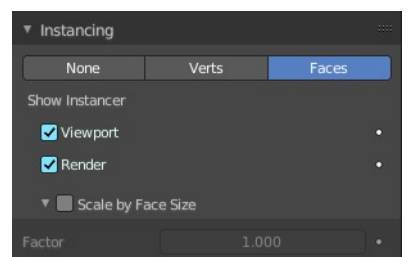 Instancing
None Verts Faces
Show Instancer
Viewport
Render
Scale by Face Size
Factor 1.000